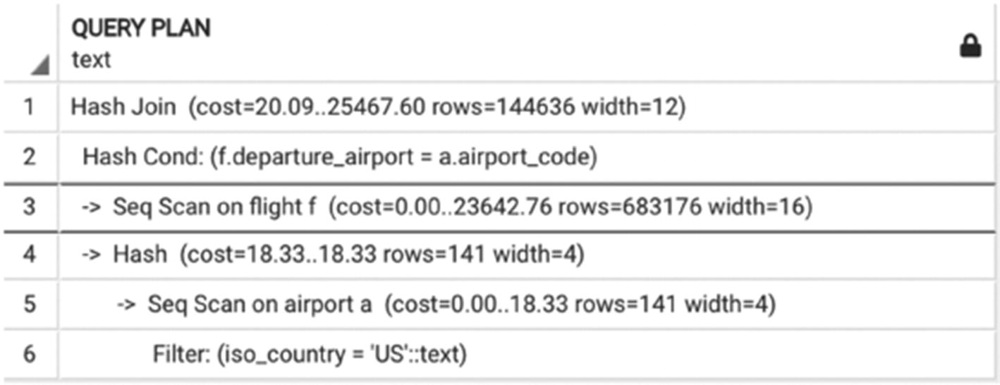 QUERY PLAN
text
1 Hash Join (cost=20.09..25467.60 rows=144636 width=12)
2 Hash Cond: (f.departure_airport = a.airport_code)
3 -> Seq Scan on flight f (cost=0.00..23642.76 rows=683176 width=16)
4 -> Hash (cost=18.33..18.33 rows=141 width=4)
5 -> Seq Scan on airport a (cost=0.00..18.33 rows=141 width=4)
6 Filter: (iso_country = 'US'::text)